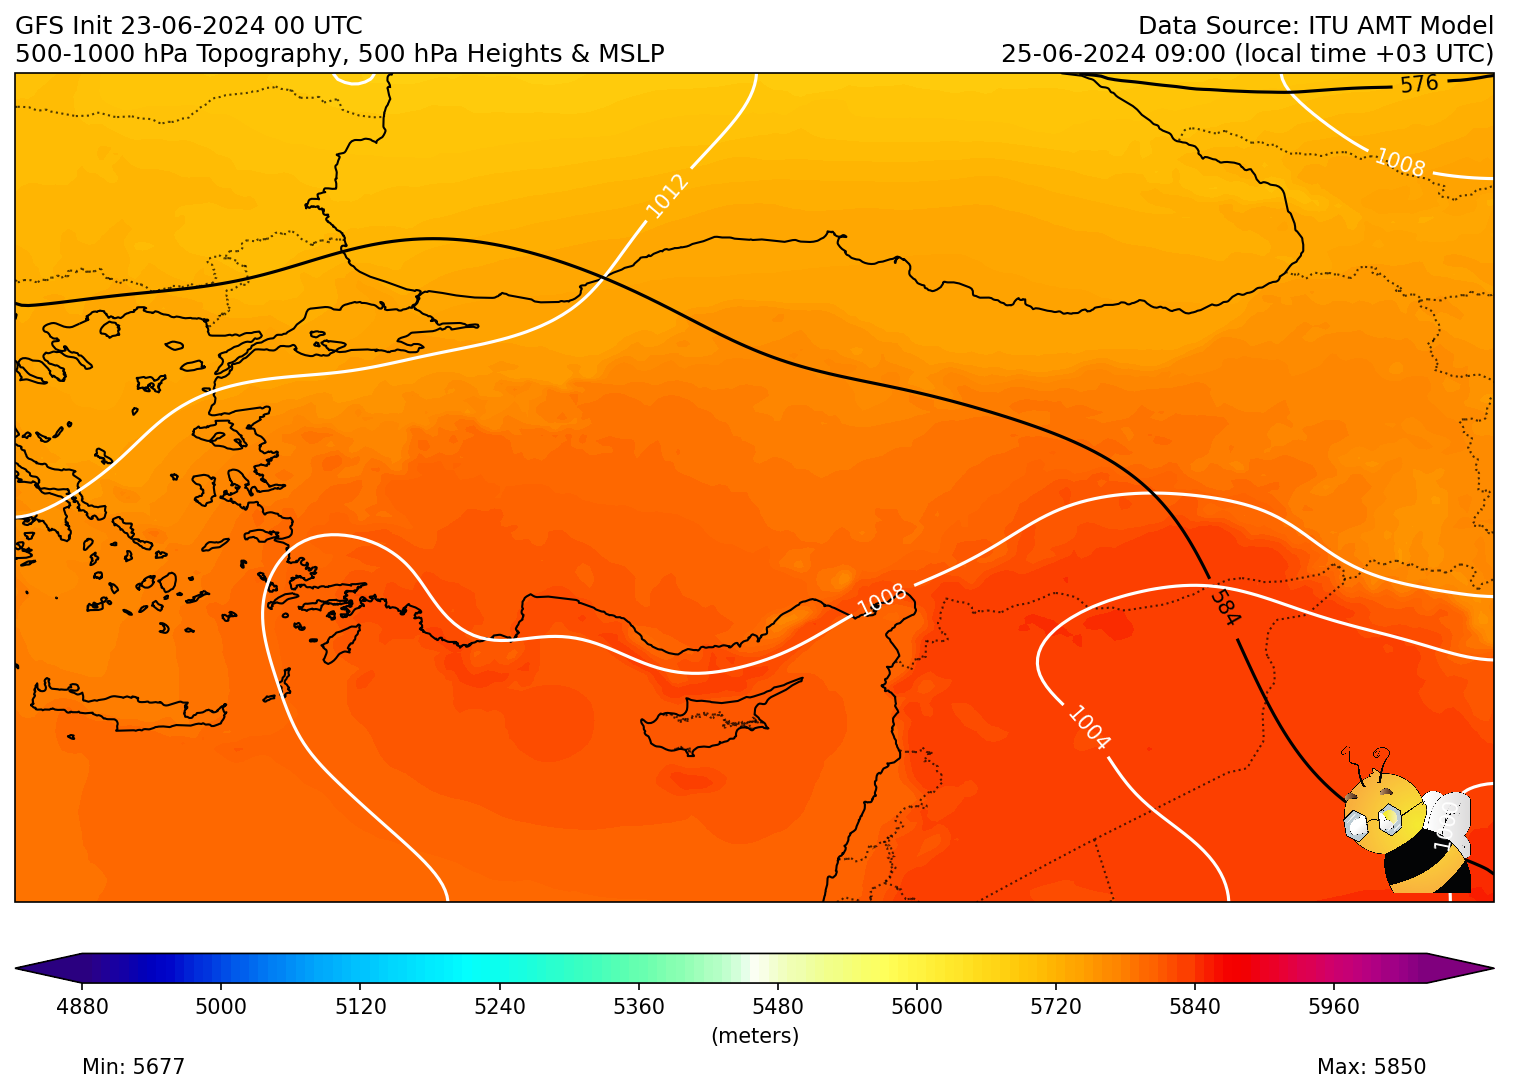 GFS Init 23-06-2024 00 UTC
Data Source: ITU AMT Model
500-1000 hPa Topography, 500 hPa Heights & MSLP
25-06-2024 09:00 (local time +03 UTC)
576
1008
1012
1008
584
1004
1000
4880 5000 5120 5240 5360 5480 5600 5720 5840 5960
(meters)
Min: 5677
Max: 5850